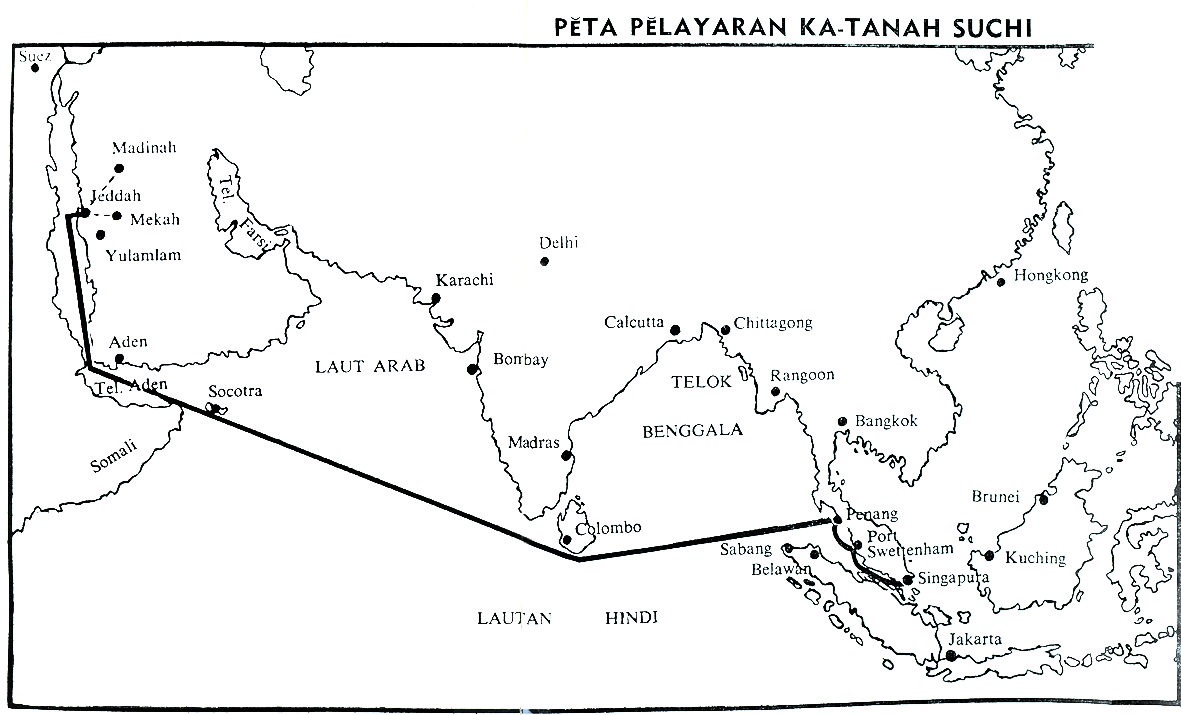 PĔTA PĔLAYARAN KA-TANAH SUCHI
Suez
Madinah
Jeddah
Mekah
Yulamlam
Tel. Farsi
Delhi
Karachi
Hongkong
Aden
Calcutta
Chittagong
LAUT ARAB
Bombay
Tel. Aden
Socotra
TELOK
BENGGALA
Rangoon
Bangkok
Madras
Somali
Brunei
Penang
Colombo
Port
Swettenham
Sabang
Belawan
Kuching
Singapura
LAUTAN HINDI
Jakarta